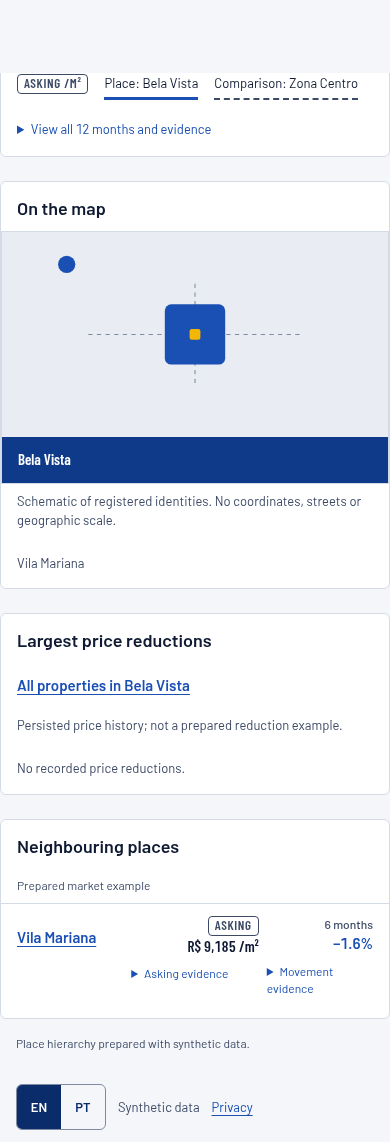 ASKING /M²
Place: Bela Vista
Comparison: Zona Centro
View all 12 months and evidence
On the map
Bela Vista
Schematic of registered identities. No coordinates, streets or
geographic scale.
Vila Mariana
Largest price reductions
All properties in Bela Vista
Persisted price history; not a prepared reduction example.
No recorded price reductions.
Neighbouring places
Prepared market example
Vila Mariana
ASKING
R$ 9,185 /m²
Asking evidence
6 months
−1.6%
Movement
evidence
Place hierarchy prepared with synthetic data.
EN
PT
Synthetic data
Privacy